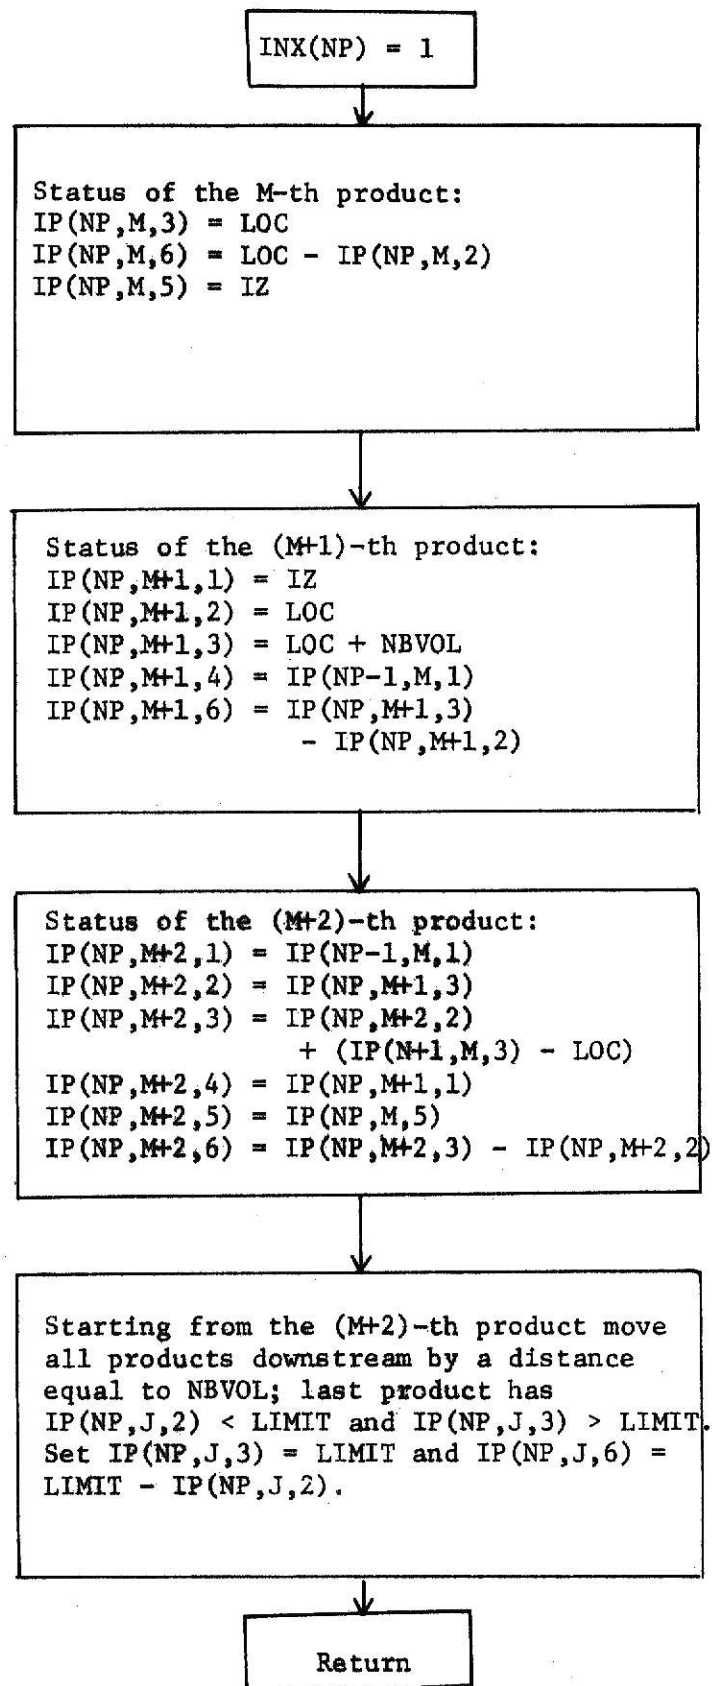 INX(NP) = 1
Status of the M-th product:
IP(NP,M,3) = LOC
IP(NP,M,6) = LOC - IP(NP,M,2)
IP(NP,M,5) = IZ
Status of the (M+1)-th product:
IP(NP,M+1,1) = IZ
IP(NP,M+1,2) = LOC
IP(NP,M+1,3) = LOC + NBVOL
IP(NP,M+1,4) = IP(NP-1,M,1)
IP(NP,M+1,6) = IP(NP,M+1,3)
- IP(NP,M+1,2)
Status of the (M+2)-th product:
IP(NP,M+2,1) = IP(NP-1,M,1)
IP(NP,M+2,2) = IP(NP,M+1,3)
IP(NP,M+2,3) = IP(NP,M+2,2)
+ (IP(N+1,M,3) - LOC)
IP(NP,M+2,4) = IP(NP,M+1,1)
IP(NP,M+2,5) = IP(NP,M,5)
IP(NP,M+2,6) = IP(NP,M+2,3) - IP(NP,M+2,2)
Starting from the (M+2)-th product move
all products downstream by a distance
equal to NBVOL; last product has
IP(NP,J,2) < LIMIT and IP(NP,J,3) > LIMIT.
Set IP(NP,J,3) = LIMIT and IP(NP,J,6) =
LIMIT - IP(NP,J,2).
Return